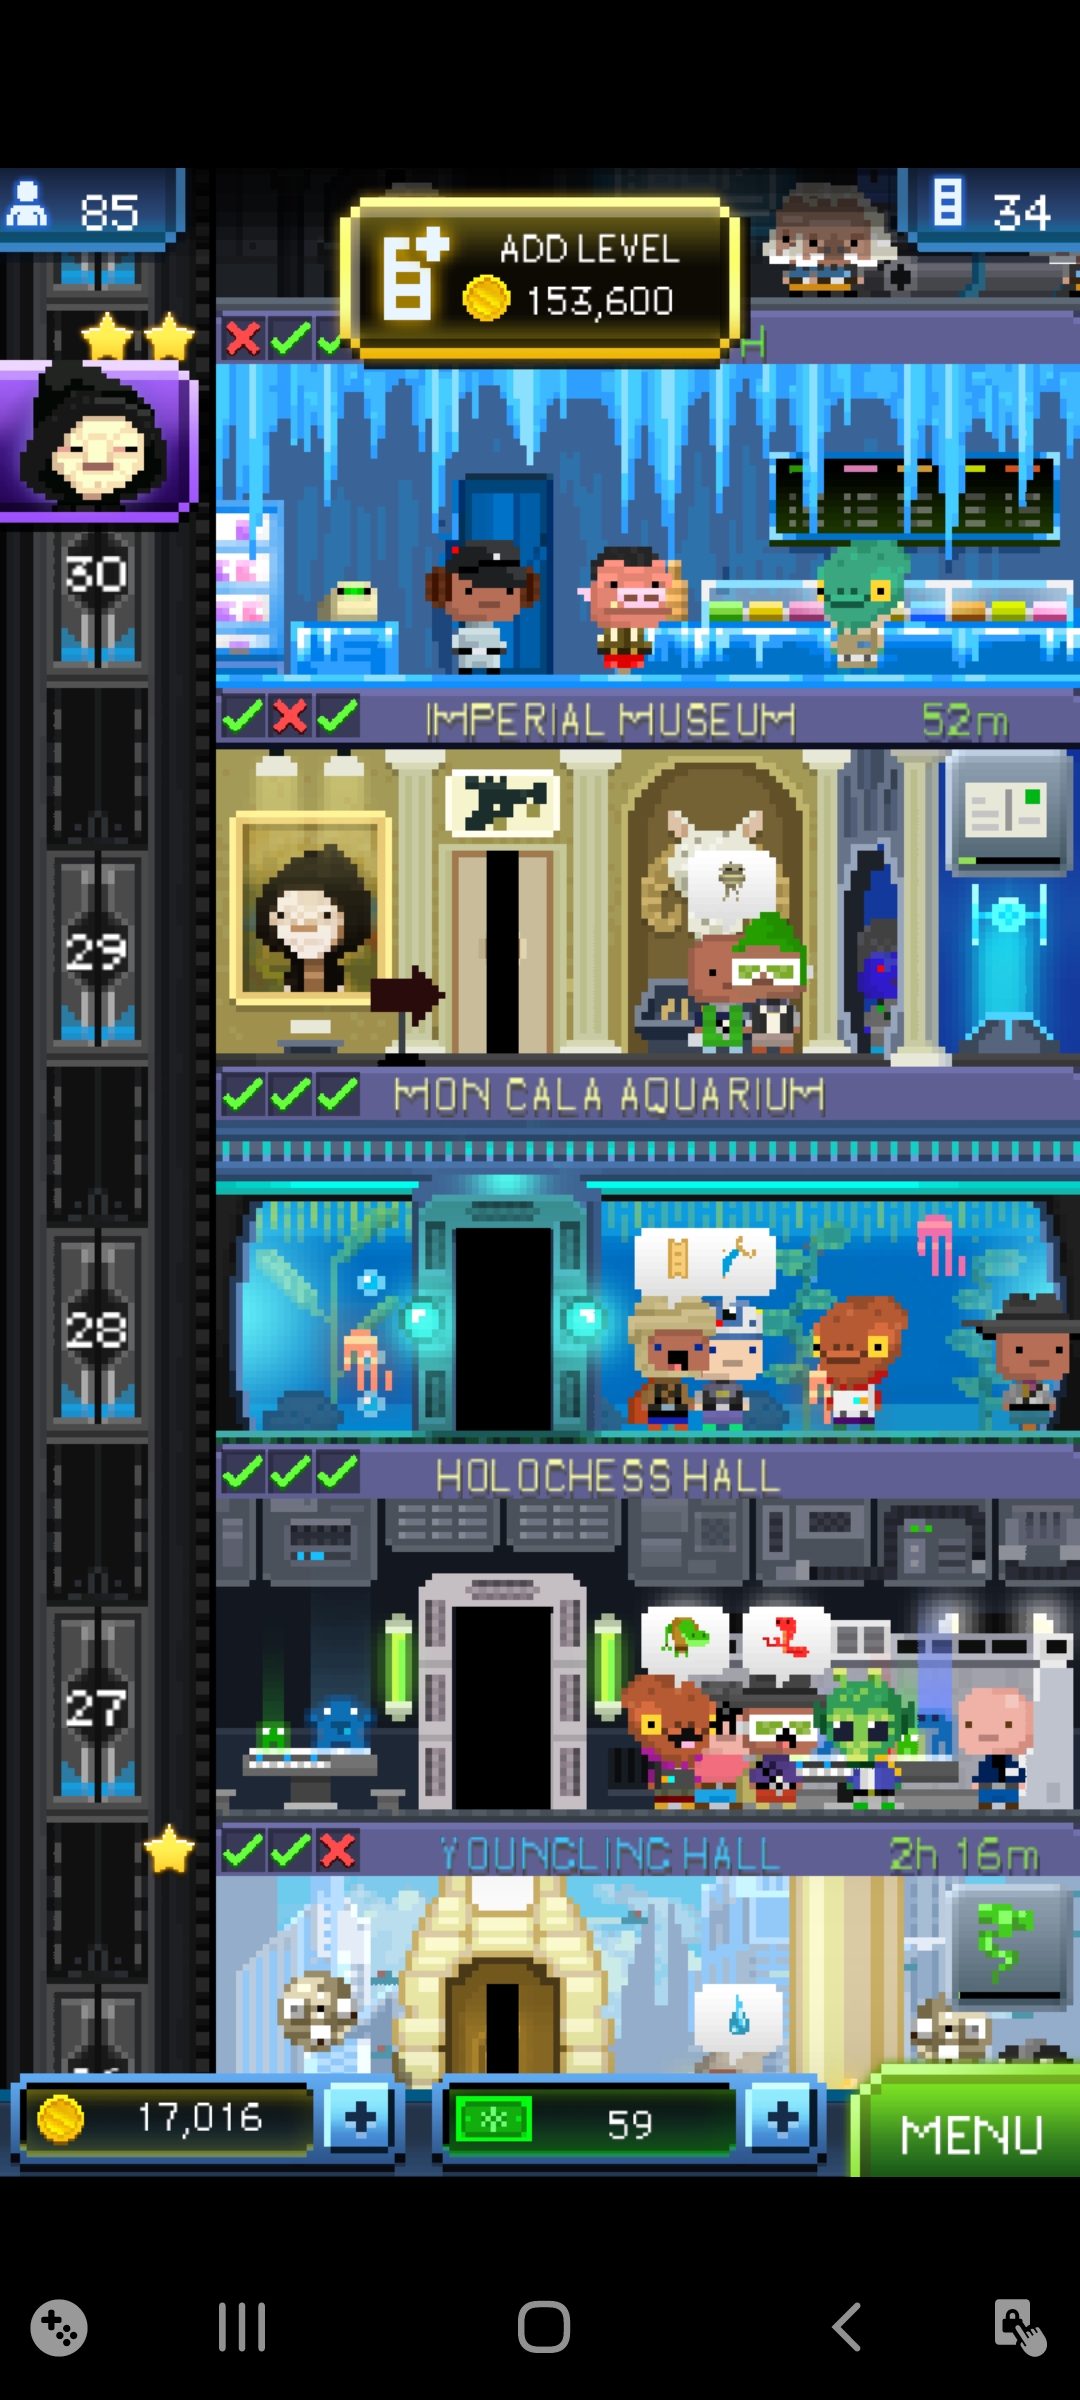 85
ADD LEVEL
153,600
34
H
30
IMPERIAL MUSEUM 52m
29
MON CALA AQUARIUM
28
HOLOCHESS HALL
27
YOUNGLING HALL 2h 16m
17,016
59
MENU